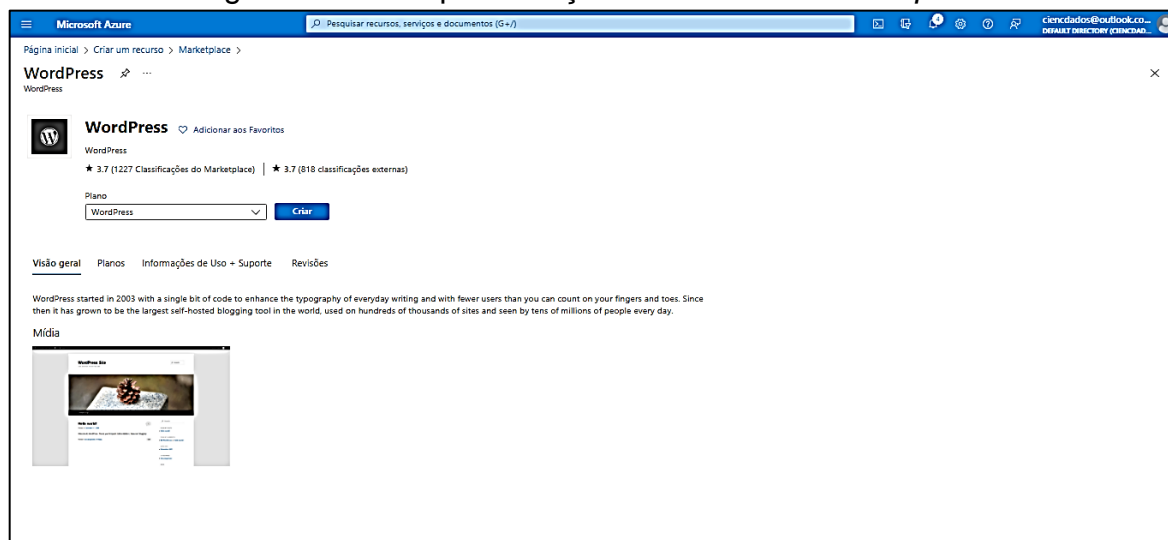 Microsoft Azure
Pesquisar recursos, serviços e documentos (G+/)
4
ciencdados@outlook.co...
DEFAULT DIRECTORY (CIENCDAD...
Página inicial > Criar um recurso > Marketplace >
WordPress
WordPress
WordPress
Adicionar aos Favoritos
WordPress
★ 3.7 (1227 Classificações do Marketplace) | ★ 3.7 (818 classificações externas)
Plano
WordPress
Criar
Visão geral Planos Informações de Uso + Suporte Revisões
WordPress started in 2003 with a single bit of code to enhance the typography of everyday writing and with fewer users than you can count on your fingers and toes. Since
then it has grown to be the largest self-hosted blogging tool in the world, used on hundreds of thousands of sites and seen by tens of millions of people every day.
Mídia
WordPress Site
Hello world!